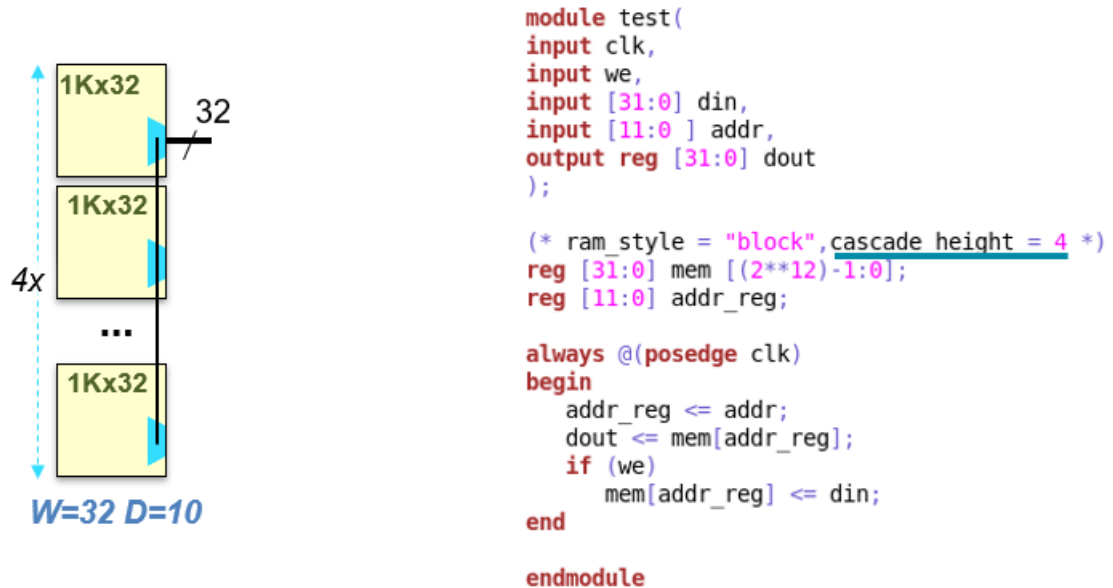 1Kx32
32
1Kx32
4x
...
1Kx32
W=32 D=10
module test(
input clk,
input we,
input [31:0] din,
input [11:0 ] addr,
output reg [31:0] dout
);
(* ram_style = "block",cascade_height = 4 *)
reg [31:0] mem [(2**12)-1:0];
reg [11:0] addr_reg;
always @(posedge clk)
begin
addr_reg <= addr;
dout <= mem[addr_reg];
if (we)
mem[addr_reg] <= din;
end
endmodule